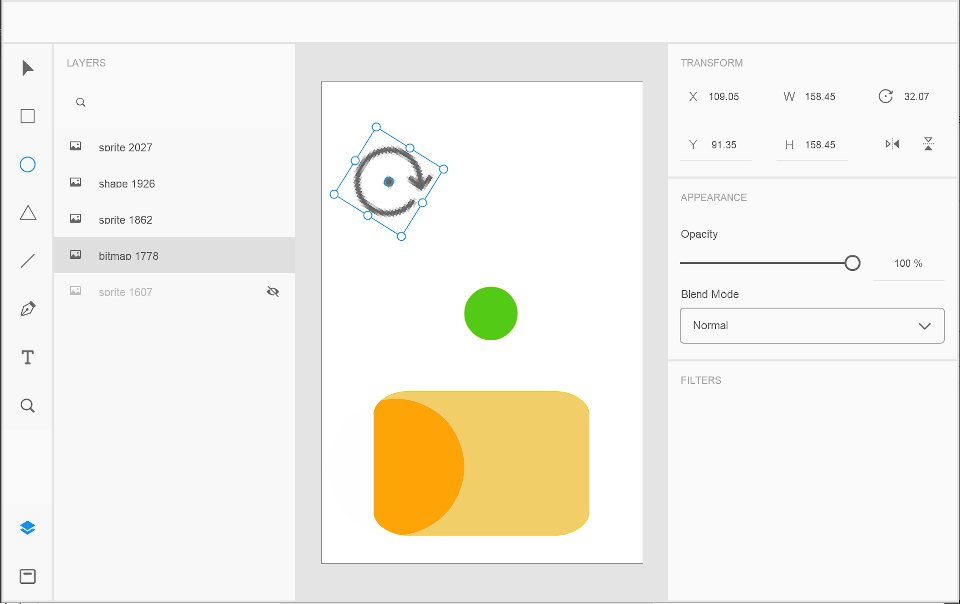 LAYERS
sprite 2027
shape 1926
sprite 1862
bitmap 1778
sprite 1607
T
TRANSFORM
X 109.05 W 158.45 32.07
Y 91.35 H 158.45
APPEARANCE
Opacity
100 %
Blend Mode
Normal
FILTERS